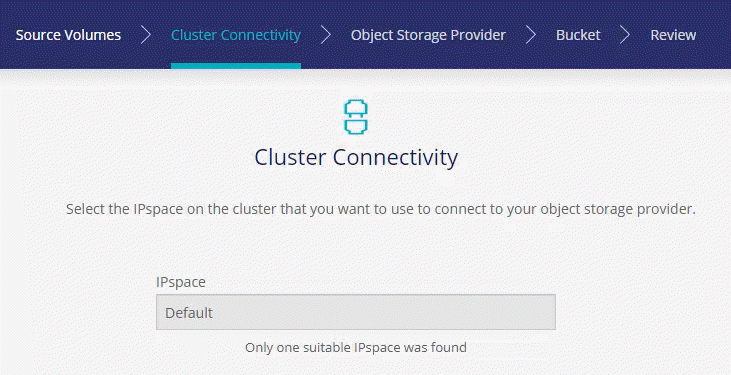 Source Volumes Cluster Connectivity Object Storage Provider Bucket Review
Cluster Connectivity
Select the IPspace on the cluster that you want to use to connect to your object storage provider.
IPspace
Default
Only one suitable IPspace was found